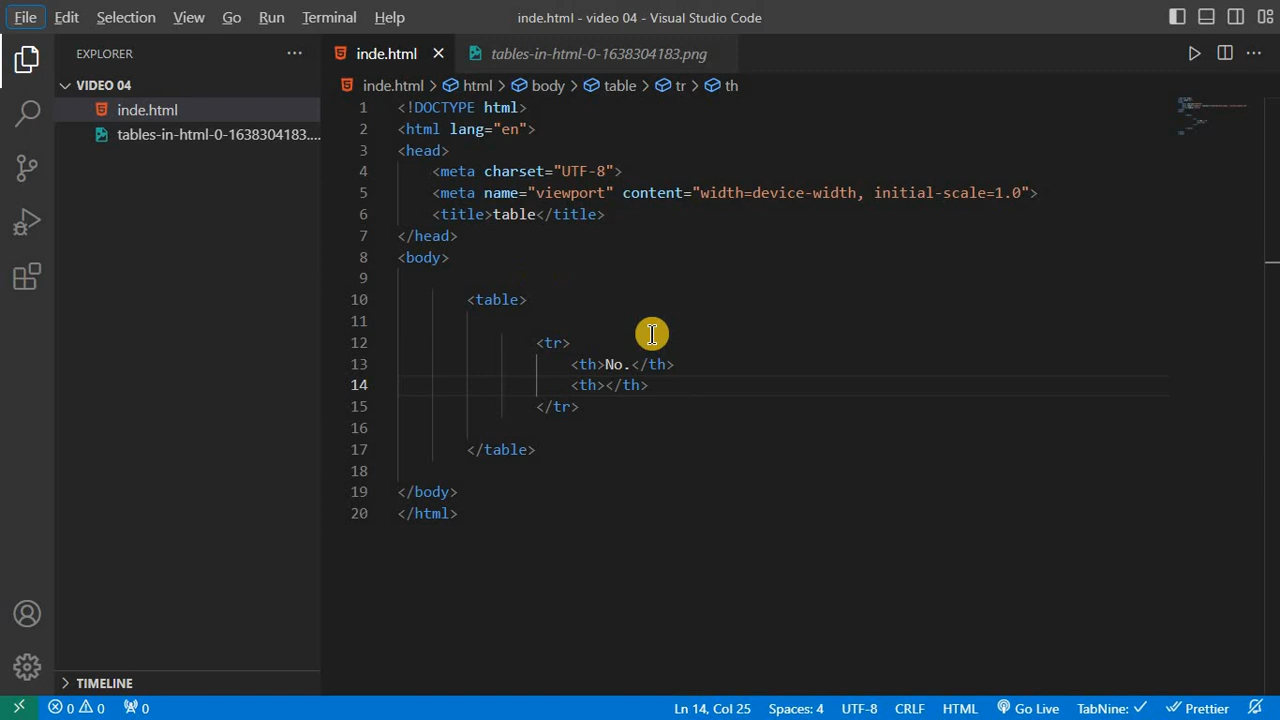 File Edit Selection View Go Run Terminal Help inde.html - video 04 - Visual Studio Code
EXPLORER
VIDEO 04
inde.html
tables-in-html-0-1638304183....
TIMELINE
inde.html tables-in-html-0-1638304183.png
inde.html > html > body > table > tr > th
1 <!DOCTYPE html>
2 <html lang="en">
3 <head>
4 <meta charset="UTF-8">
5 <meta name="viewport" content="width=device-width, initial-scale=1.0">
6 <title>table</title>
7 </head>
8 <body>
9
10 <table>
11
12 <tr>
13 <th>No.</th>
14 <th></th>
15 </tr>
16
17 </table>
18
19 </body>
20 </html>
0 0 0 Ln 14, Col 25 Spaces: 4 UTF-8 CRLF HTML Go Live TabNine: Prettier